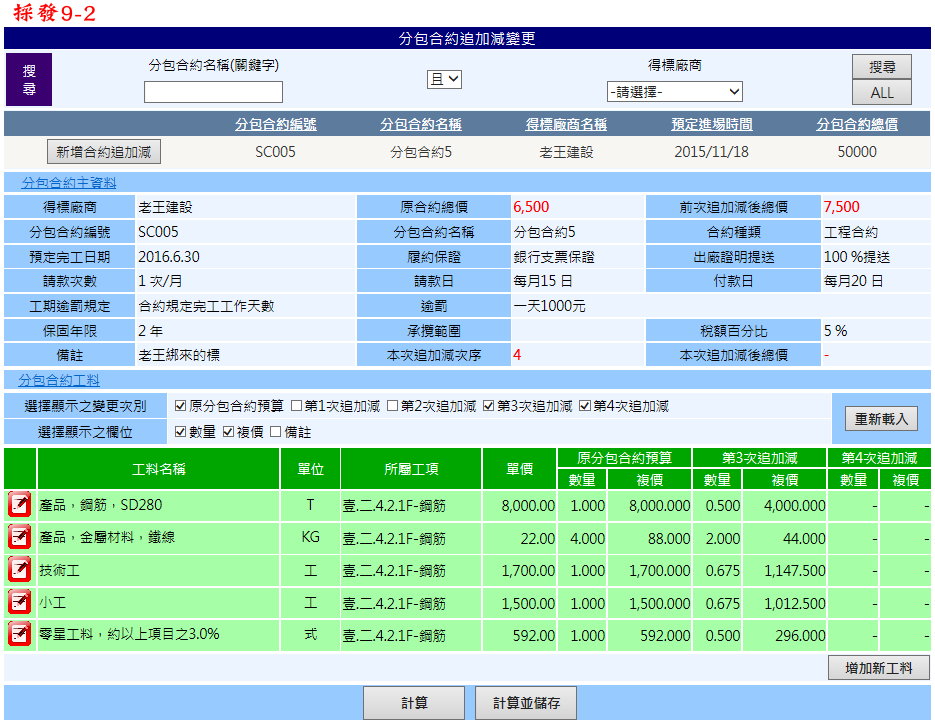 採發9-2
分包合約追加減變更
搜尋 分包合約名稱(關鍵字) 且 得標廠商 -請選擇- 搜尋 ALL
分包合約編號 分包合約名稱 得標廠商名稱 預定進場時間 分包合約總價
新增合約追加減 SC005 分包合約5 老王建設 2015/11/18 50000
分包合約主資料
得標廠商 老王建設 原合約總價 6,500 前次追加減後總價 7,500
分包合約編號 SC005 分包合約名稱 分包合約5 合約種類 工程合約
預定完工日期 2016.6.30 履約保證 銀行支票保證 出廠證明提送 100 %提送
請款次數 1 次/月 請款日 每月15 日 付款日 每月20 日
工期逾罰規定 合約規定完工工作天數 逾罰 一天1000元
保固年限 2 年 承攬範圍 稅額百分比 5 %
備註 老王綁來的標 本次追加減次序 4 本次追加減後總價 -
分包合約工料
選擇顯示之變更次別 原分包合約預算 第1次追加減 第2次追加減 第3次追加減 第4次追加減
選擇顯示之欄位 數量 複價 備註 重新載入
工料名稱 單位 所屬工項 單價 原分包合約預算 第3次追加減 第4次追加減
數量 複價 數量 複價 數量 複價
產品，鋼筋，SD280 T 壹.二.4.2.1F-鋼筋 8,000.00 1.000 8,000.000 0.500 4,000.000 - -
產品，金屬材料，鐵線 KG 壹.二.4.2.1F-鋼筋 22.00 4.000 88.000 2.000 44.000 - -
技術工 工 壹.二.4.2.1F-鋼筋 1,700.00 1.000 1,700.000 0.675 1,147.500 - -
小工 工 壹.二.4.2.1F-鋼筋 1,500.00 1.000 1,500.000 0.675 1,012.500 - -
零星工料，約以上項目之3.0% 式 壹.二.4.2.1F-鋼筋 592.00 1.000 592.000 0.500 296.000 - -
增加新工料
計算 計算並儲存